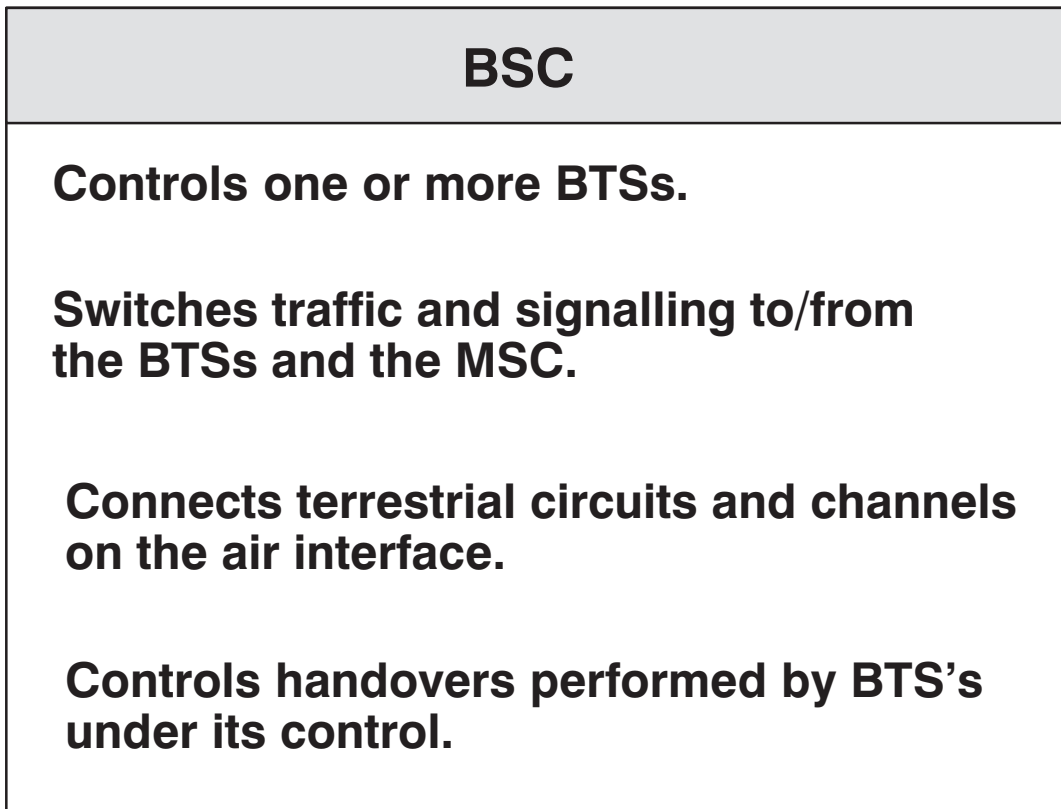 BSC
Controls one or more BTSs.
Switches traffic and signalling to/from
the BTSs and the MSC.
Connects terrestrial circuits and channels
on the air interface.
Controls handovers performed by BTS’s
under its control.